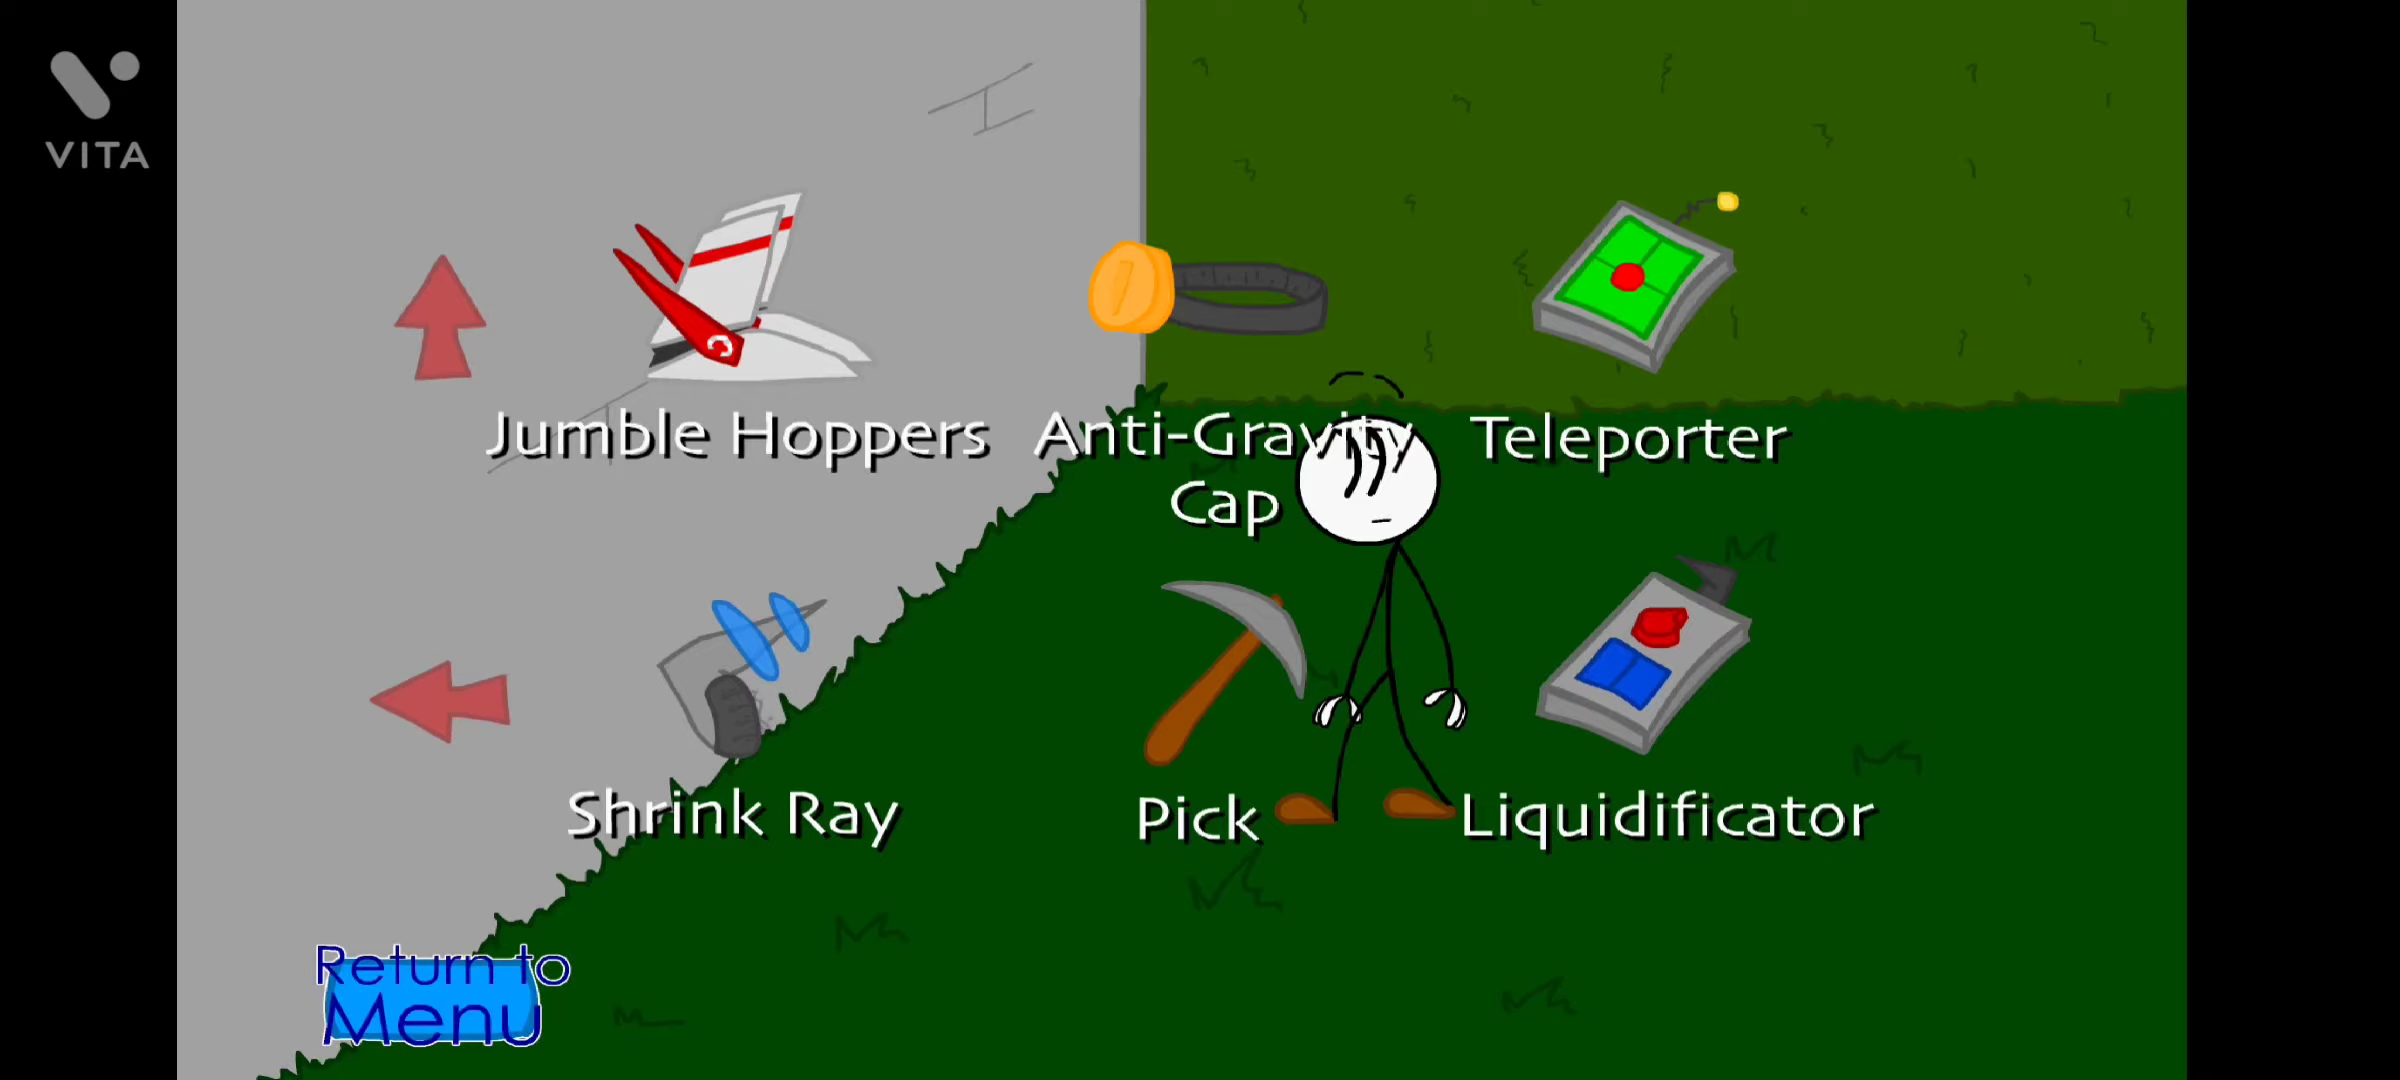 VITA
Jumble Hoppers
Anti-Gravity
Cap
Teleporter
Shrink Ray
Pick
Liquidificator
Return to
Menu